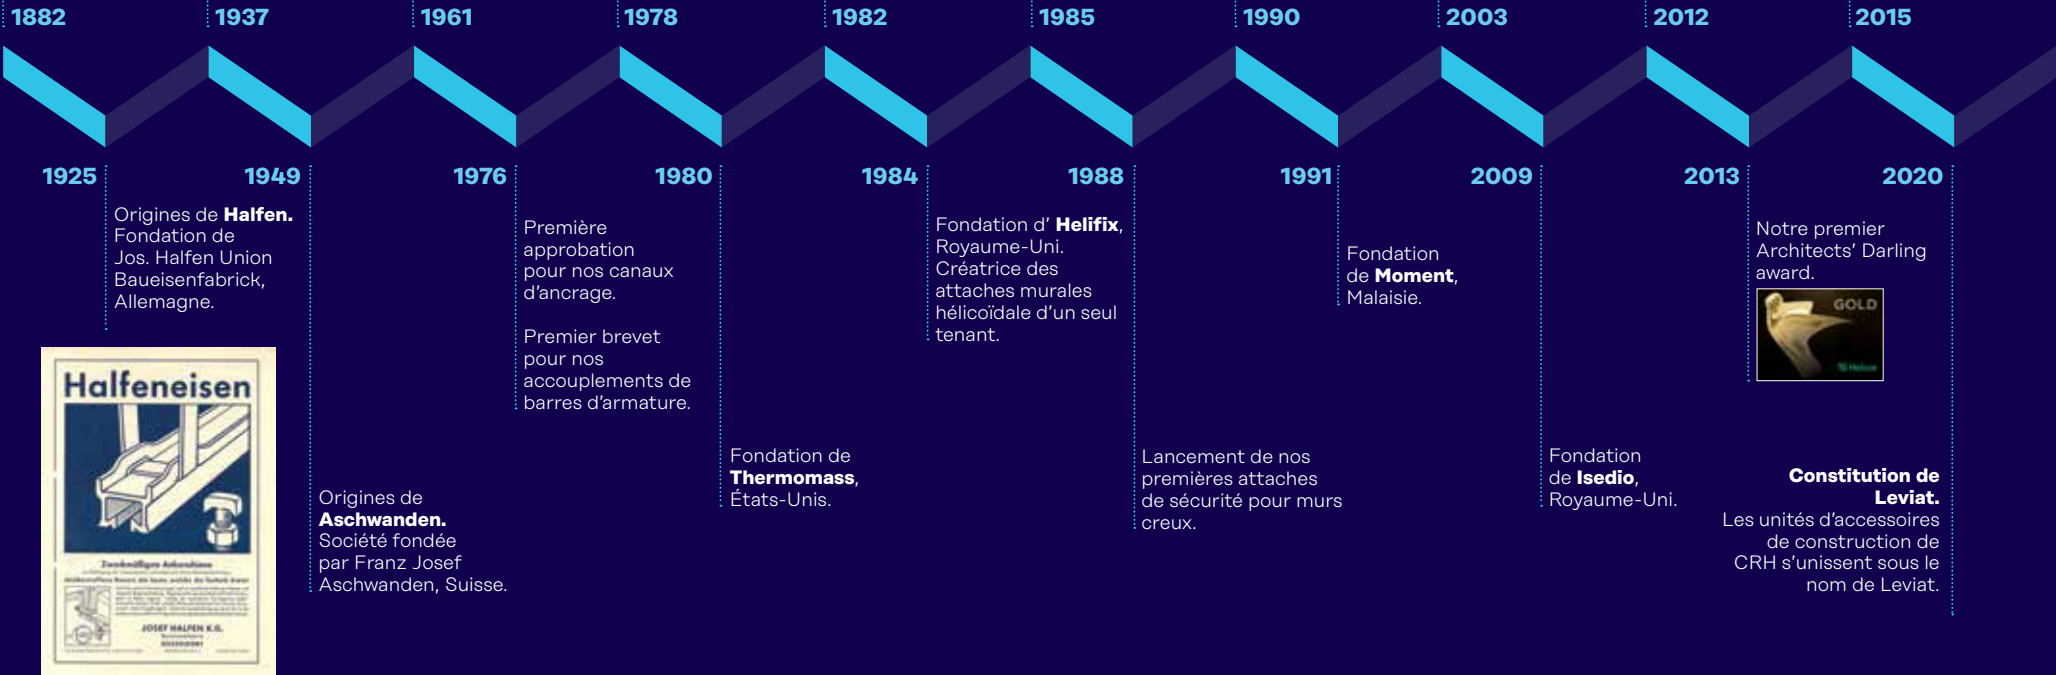 1882
1937
1961
1978
1982
1985
1990
2003
2012
2015
1925
Origines de Halfen.
Fondation de
Jos. Halfen Union
Baueisenfabrick,
Allemagne.
Halfeneisen
JOSEF HALFEN K.G.
1949
Origines de
Aschwanden.
Société fondée
par Franz Josef
Aschwanden, Suisse.
1976
Première
approbation
pour nos canaux
d'ancrage.
Premier brevet
pour nos
accouplements de
barres d'armature.
1980
Fondation de
Thermomass,
États-Unis.
1984
Fondation d' Helifix,
Royaume-Uni.
Créatrice des
attaches murales
hélicoïdale d'un seul
tenant.
1988
Lancement de nos
premières attaches
de sécurité pour murs
creux.
1991
Fondation
de Moment,
Malaisie.
2009
Fondation
de Isedio,
Royaume-Uni.
2013
Notre premier
Architects' Darling
award.
GOLD
Heinze
2020
Constitution de
Leviat.
Les unités d'accessoires
de construction de
CRH s'unissent sous le
nom de Leviat.